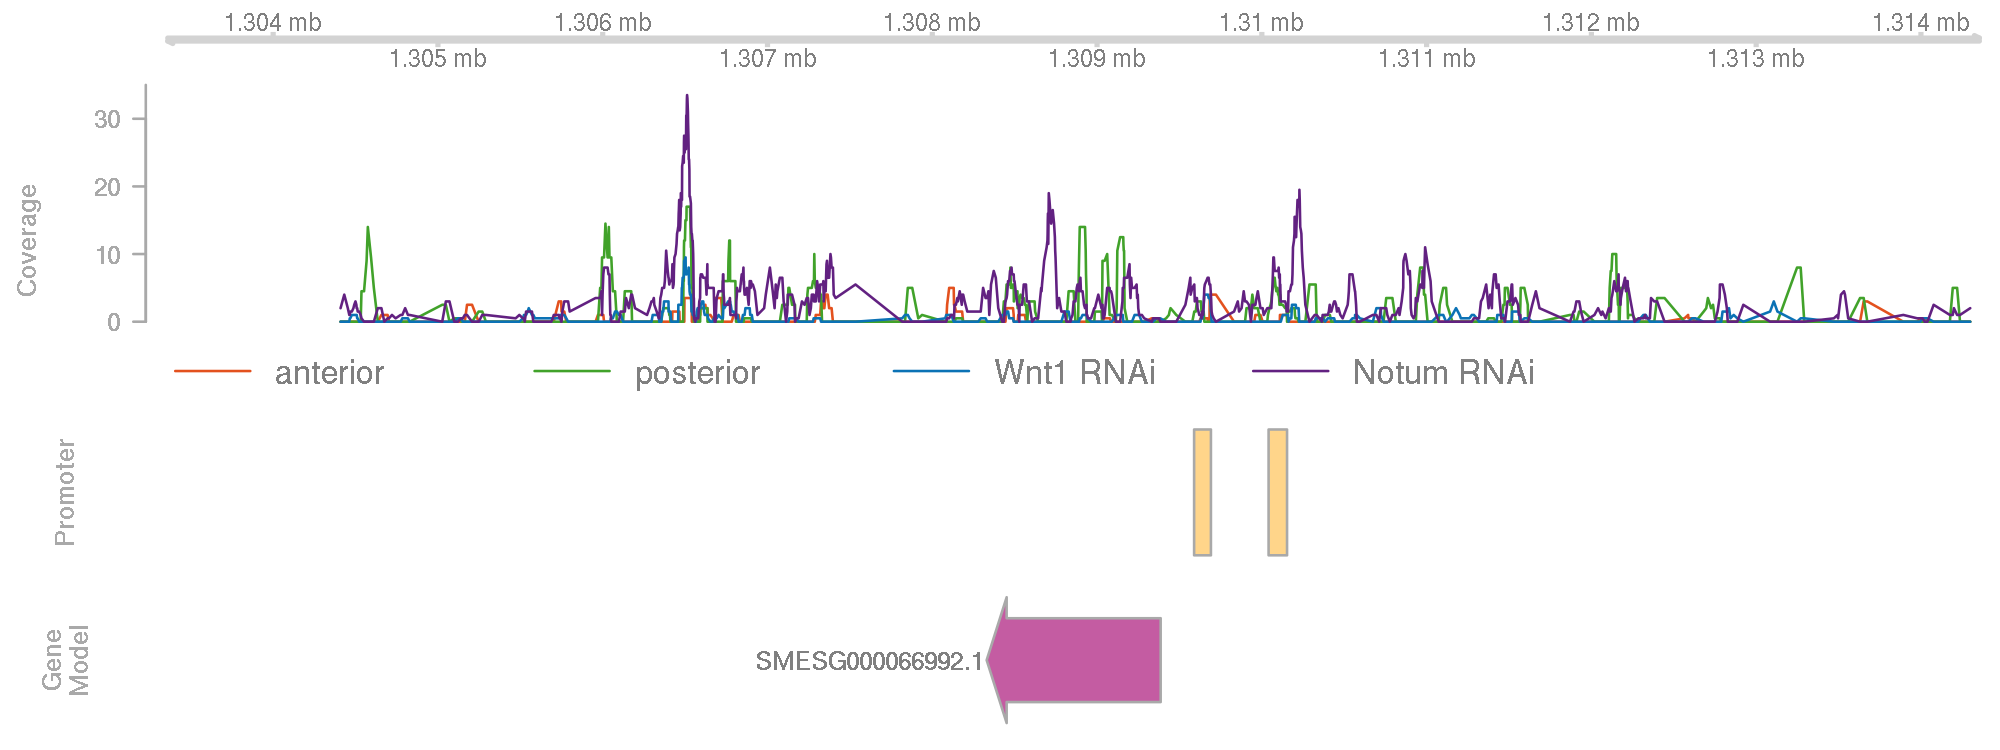 1.304 mb 1.306 mb 1.308 mb 1.31 mb 1.312 mb 1.314 mb
1.305 mb 1.307 mb 1.309 mb 1.311 mb 1.313 mb
Coverage
30
20
10
0
anterior posterior Wnt1 RNAi Notum RNAi
Promoter
Gene
Model
SMESG000066992.1